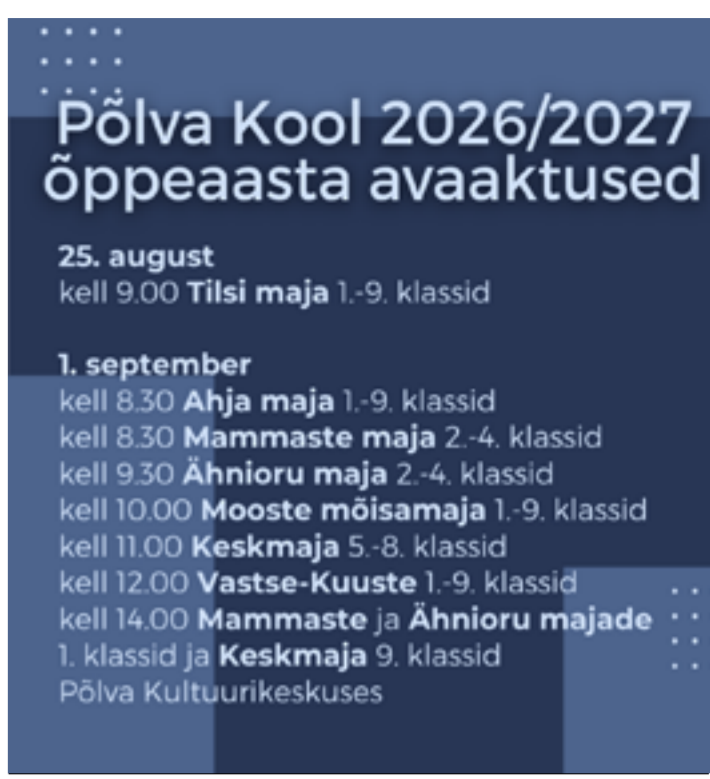 Põlva Kool 2026/2027
õppeaasta avaaktused
25. august
kell 9.00 Tilsi maja 1.-9. klassid
1. september
kell 8.30 Ahja maja 1.-9. klassid
kell 8.30 Mammaste maja 2.-4. klassid
kell 9.30 Ähnioru maja 2.-4. klassid
kell 10.00 Mooste mõisamaja 1.-9. klassid
kell 11.00 Keskmaja 5.-8. klassid
kell 12.00 Vastse-Kuuste 1.-9. klassid
kell 14.00 Mammaste ja Ähnioru majade
1. klassid ja Keskmaja 9. klassid
Põlva Kultuurikeskuses